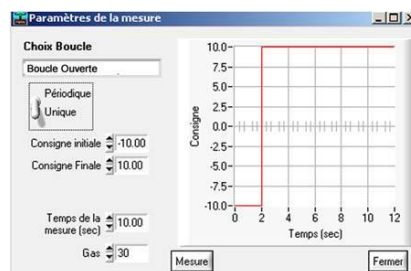 Paramètres de la mesure
Choix Boucle
Boucle Ouverte
Périodique
Unique
Consigne initiale -10.00
Consigne Finale 10.00
Temps de la
mesure (sec) 10.00
Gas 30
Consigne
10.0
7.5
5.0
2.5
0.0
-2.5
-5.0
-7.5
-10.0
0 2 4 6 8 10 12
Temps (sec)
Mesure
Fermer